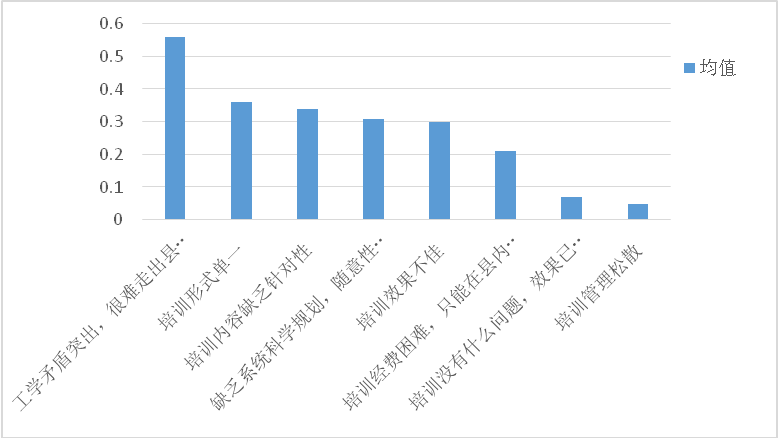 0.6
0.5
0.4
0.3
0.2
0.1
0
均值
工学矛盾突出，很难走出县…
培训形式单一
培训内容缺乏针对性
缺乏系统科学规划，随意性…
培训效果不佳
培训经费困难，只能在县内…
培训没有什么问题，效果已…
培训管理松散